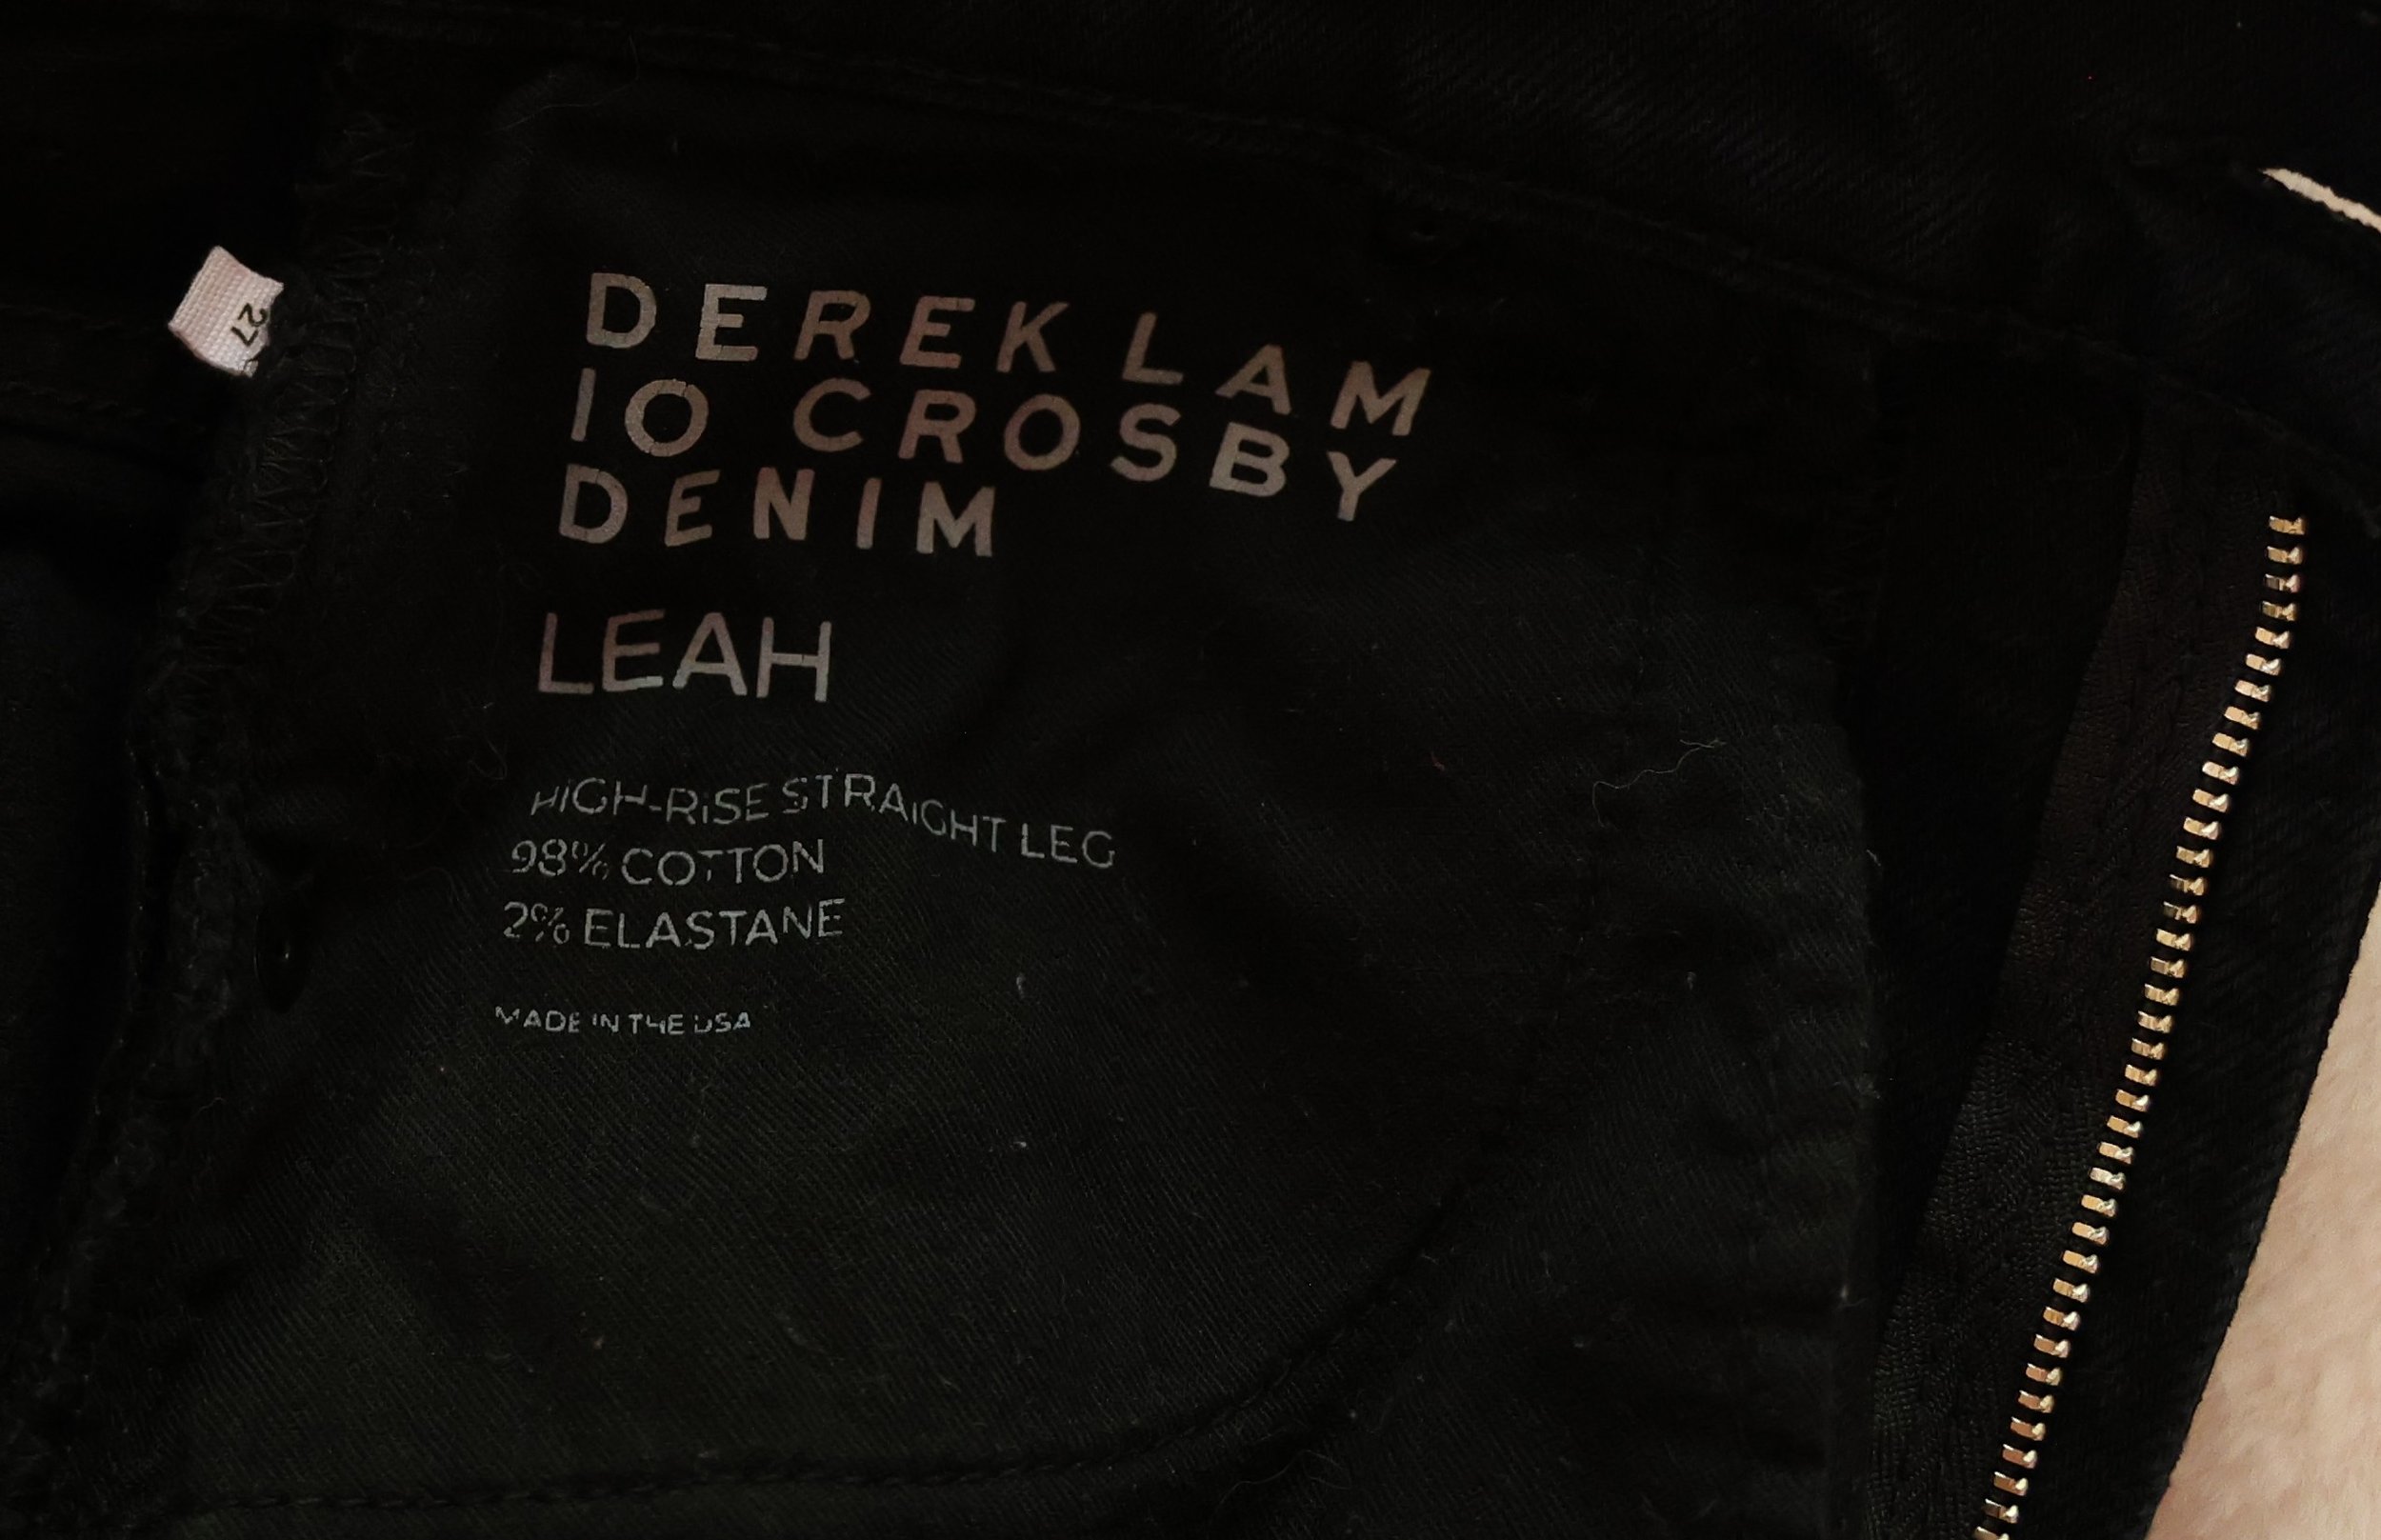 27
DEREK LAM
10 CROSBY
DENIM
LEAH
HIGH-RISE STRAIGHT LEG
98% COTTON
2% ELASTANE
MADE IN THE USA